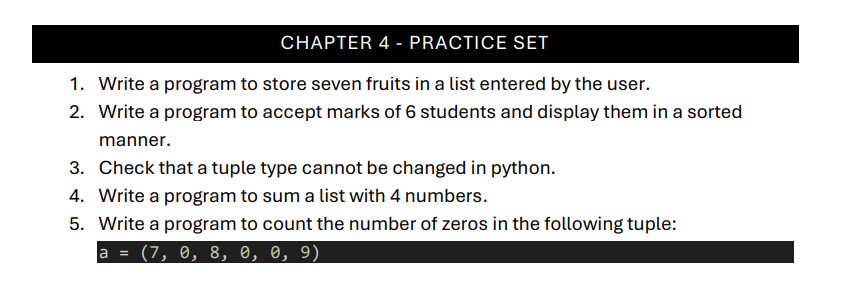 CHAPTER 4 - PRACTICE SET
1. Write a program to store seven fruits in a list entered by the user.
2. Write a program to accept marks of 6 students and display them in a sorted
manner.
3. Check that a tuple type cannot be changed in python.
4. Write a program to sum a list with 4 numbers.
5. Write a program to count the number of zeros in the following tuple:
a = (7, 0, 8, 0, 0, 9)